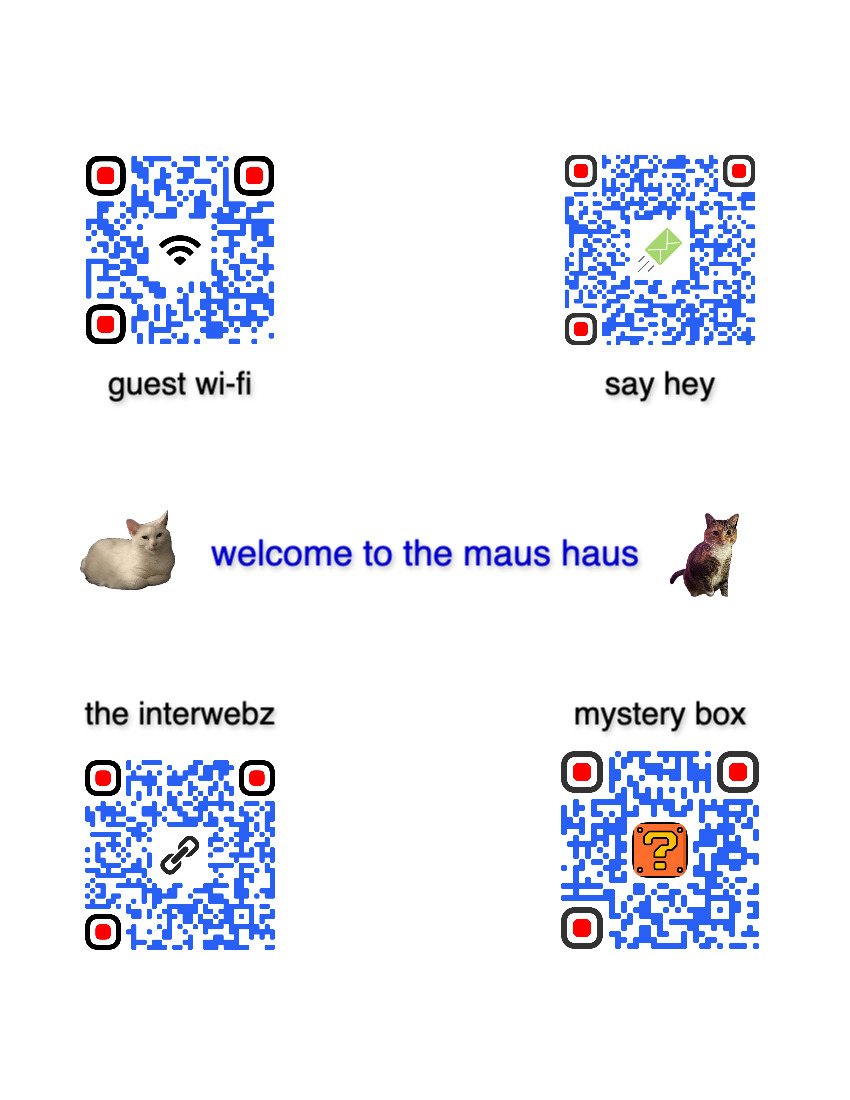 guest wi-fi
say hey
welcome to the maus haus
the interwebz
mystery box